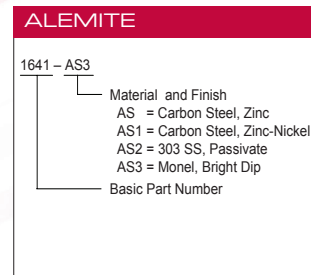 ALEMITE
1641 – AS3
Material and Finish
AS = Carbon Steel, Zinc
AS1 = Carbon Steel, Zinc-Nickel
AS2 = 303 SS, Passivate
AS3 = Monel, Bright Dip
Basic Part Number